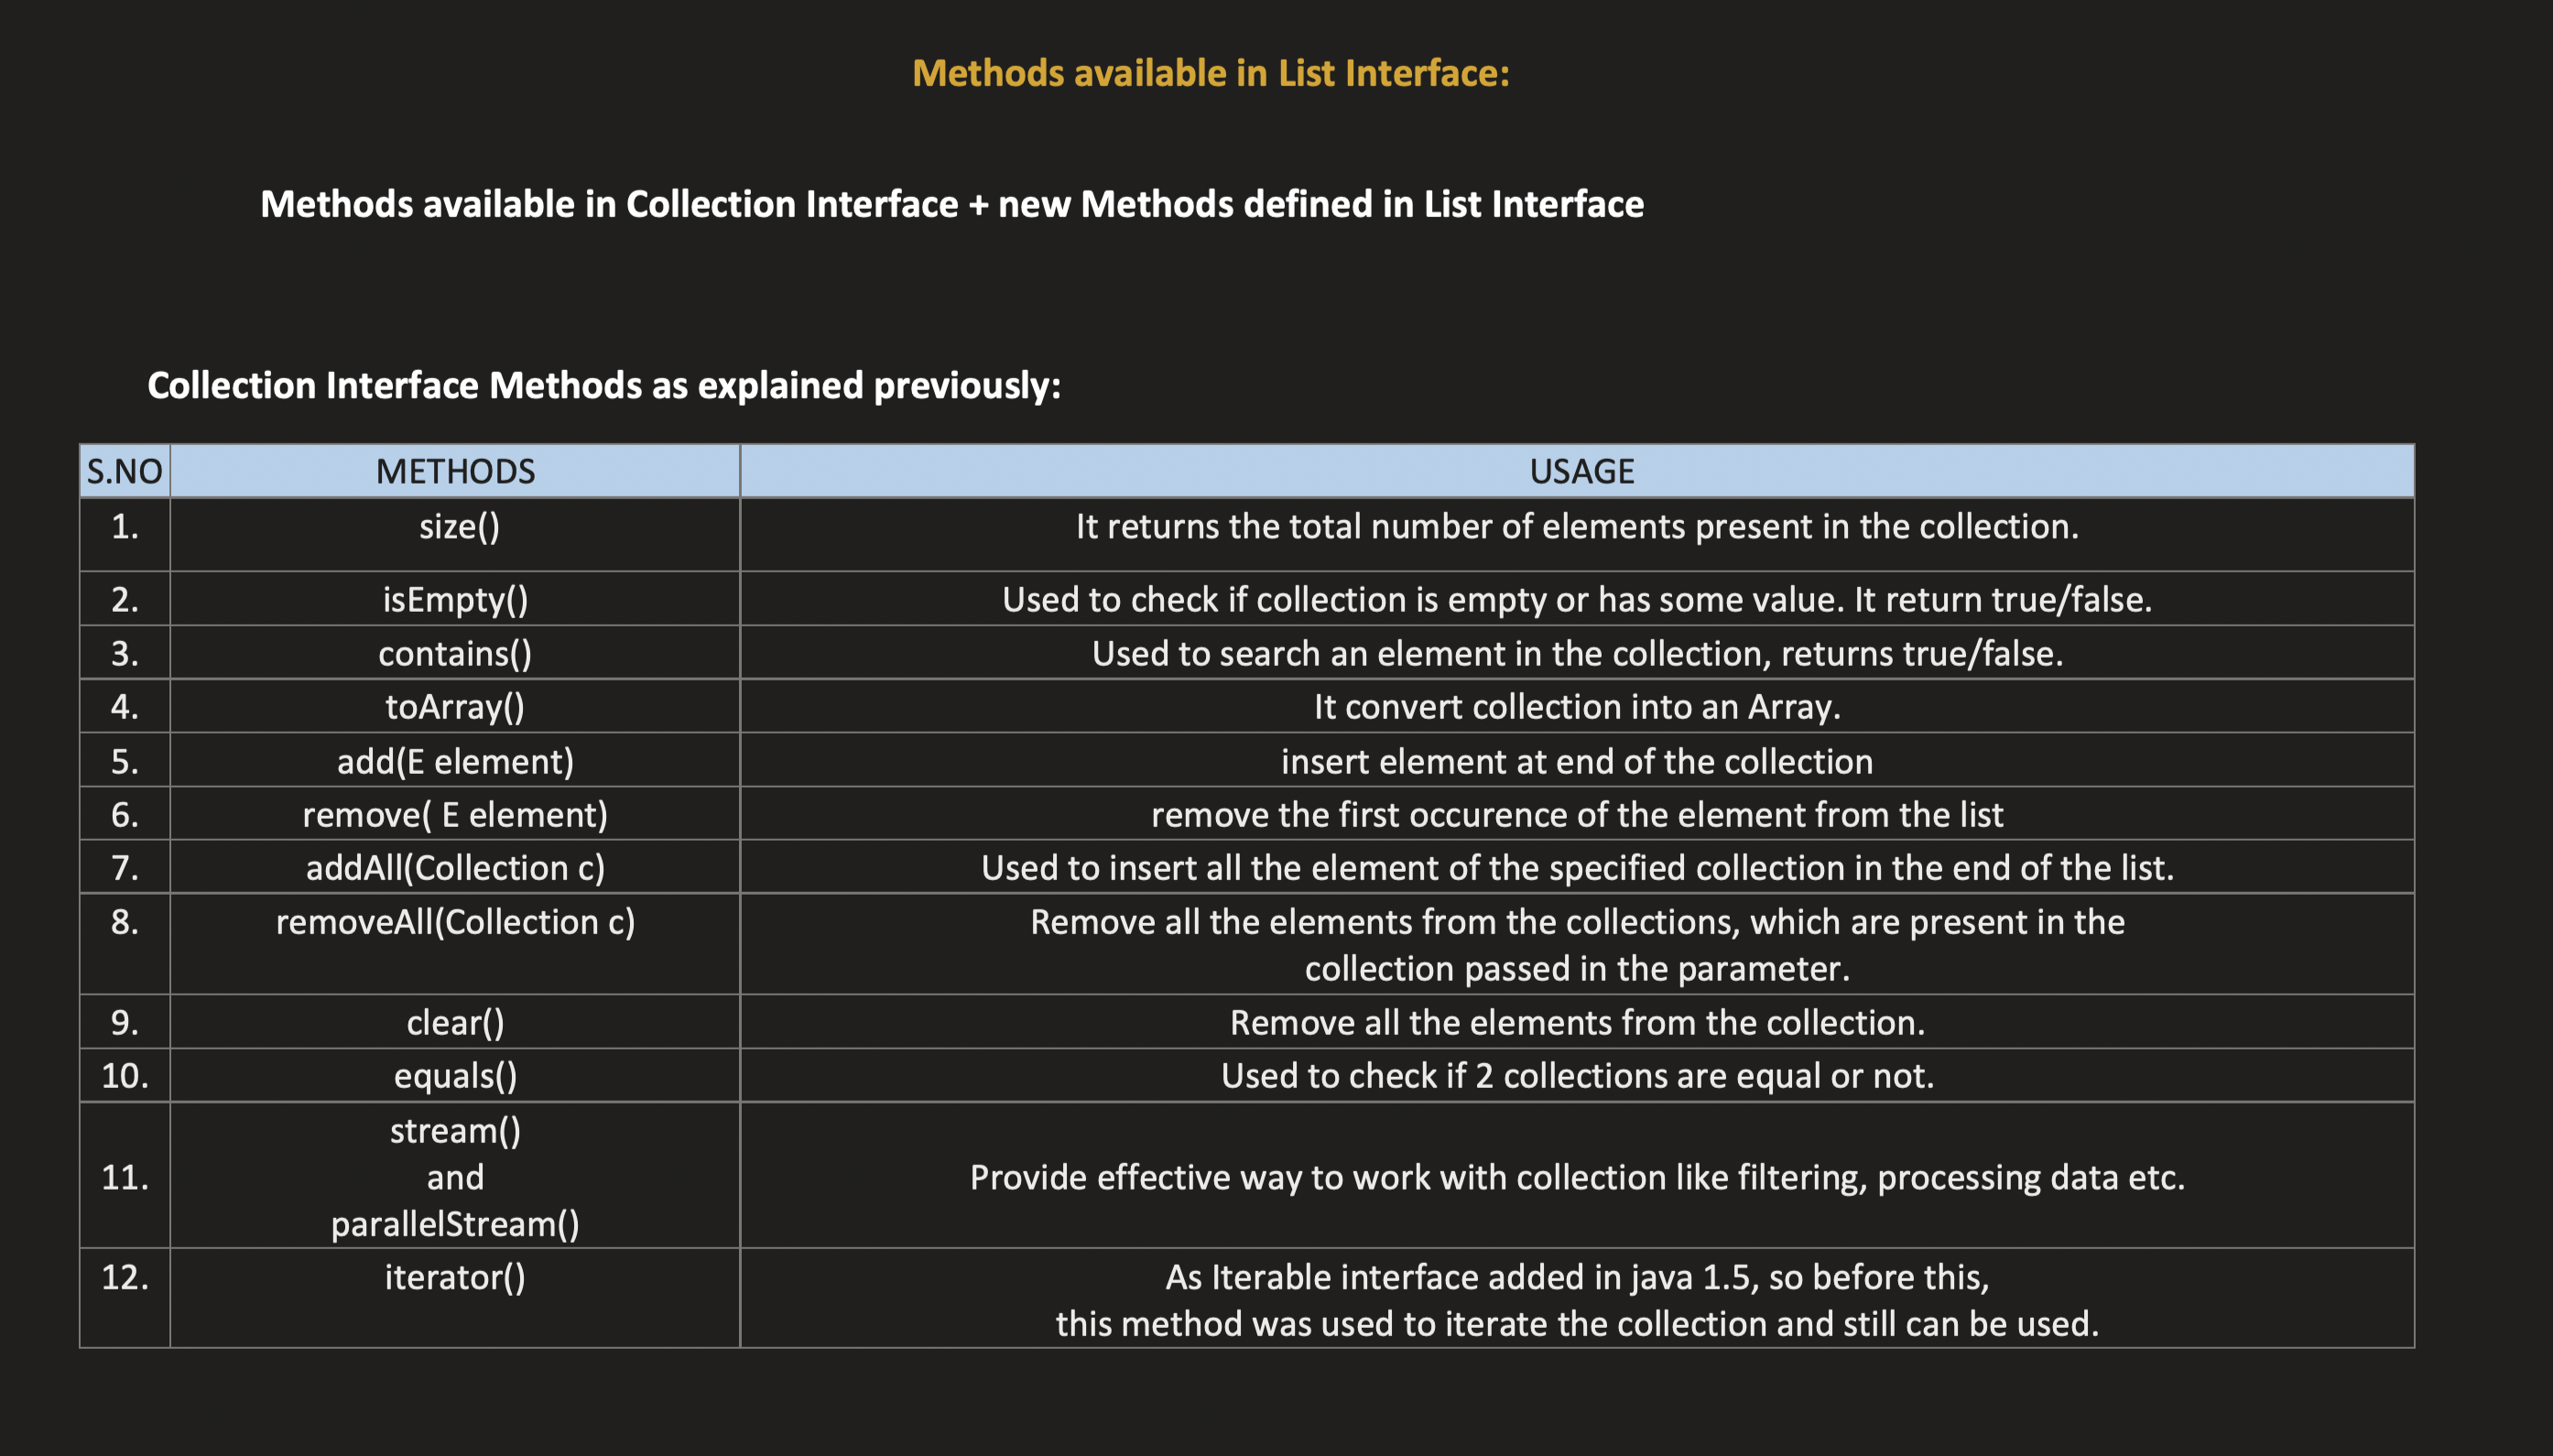 Methods available in List Interface:
Methods available in Collection Interface + new Methods defined in List Interface
Collection Interface Methods as explained previously:
S.NO METHODS USAGE
1. size() It returns the total number of elements present in the collection.
2. isEmpty() Used to check if collection is empty or has some value. It return true/false.
3. contains() Used to search an element in the collection, returns true/false.
4. toArray() It convert collection into an Array.
5. add(E element) insert element at end of the collection
6. remove( E element) remove the first occurence of the element from the list
7. addAll(Collection c) Used to insert all the element of the specified collection in the end of the list.
8. removeAll(Collection c) Remove all the elements from the collections, which are present in the
collection passed in the parameter.
9. clear() Remove all the elements from the collection.
10. equals() Used to check if 2 collections are equal or not.
stream()
11. and Provide effective way to work with collection like filtering, processing data etc.
parallelStream()
12. iterator() As Iterable interface added in java 1.5, so before this,
this method was used to iterate the collection and still can be used.